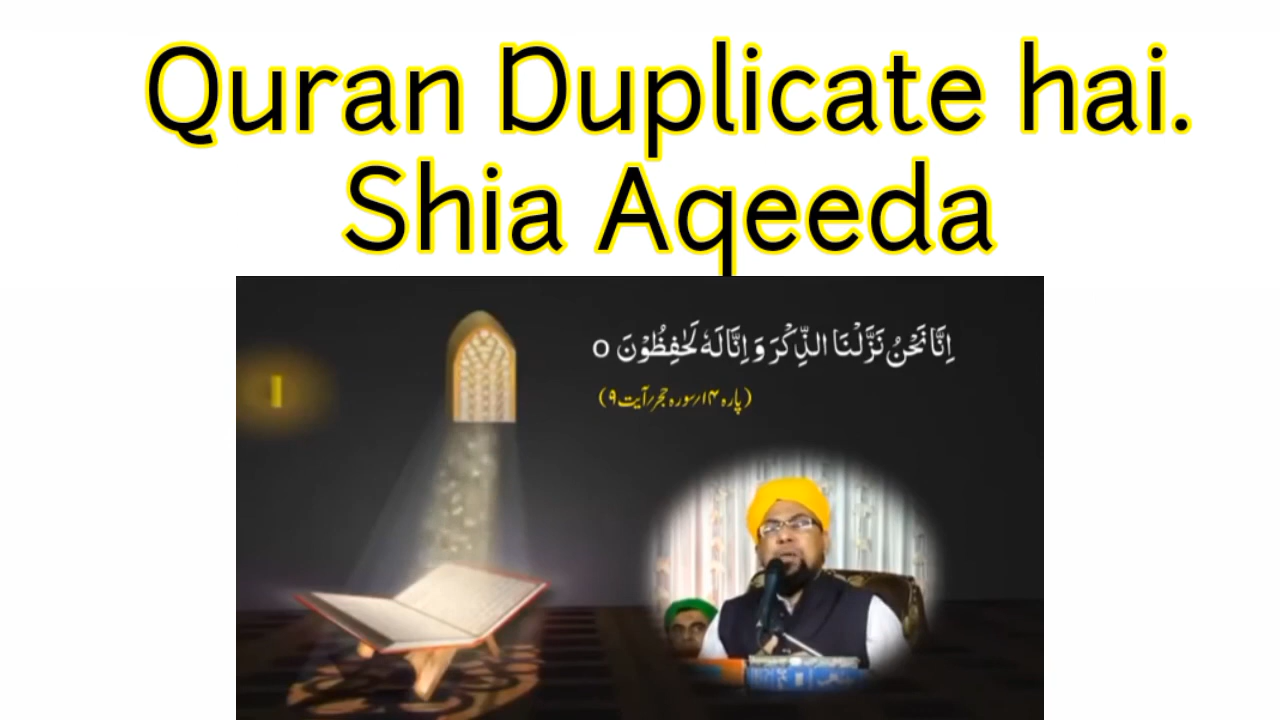 Quran Duplicate hai.
Shia Aqeeda
اِنَّا نَحْنُ نَزَّلْنَا الذِّكْرَ وَ اِنَّا لَهٗ لَحٰفِظُوْنَ o
(پارہ ۱۴/سورہ حجر/آیت ۹)